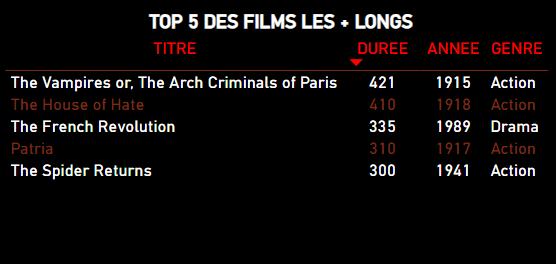 TOP 5 DES FILMS LES + LONGS
TITRE DUREE ANNEE GENRE
The Vampires or, The Arch Criminals of Paris 421 1915 Action
The House of Hate 410 1918 Action
The French Revolution 335 1989 Drama
Patria 310 1917 Action
The Spider Returns 300 1941 Action